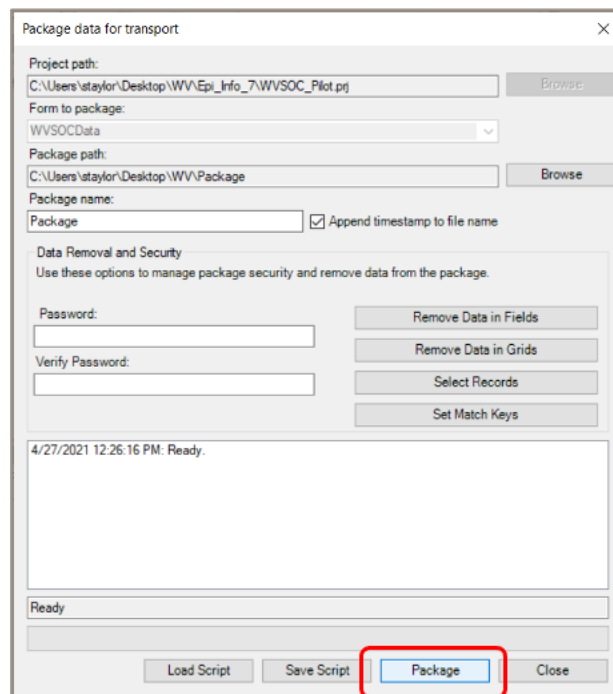 Package data for transport
Project path:
C:\Users\staylor\Desktop\WV\Epi_Info_7\WVSOC_Pilot.prj
Browse
Form to package:
WVSOCData
Package path:
C:\Users\staylor\Desktop\WV\Package
Browse
Package name:
Package
Append timestamp to file name
Data Removal and Security
Use these options to manage package security and remove data from the package.
Password:
Remove Data in Fields
Remove Data in Grids
Verify Password:
Select Records
Set Match Keys
4/27/2021 12:26:16 PM: Ready.
Ready
Load Script
Save Script
Package
Close